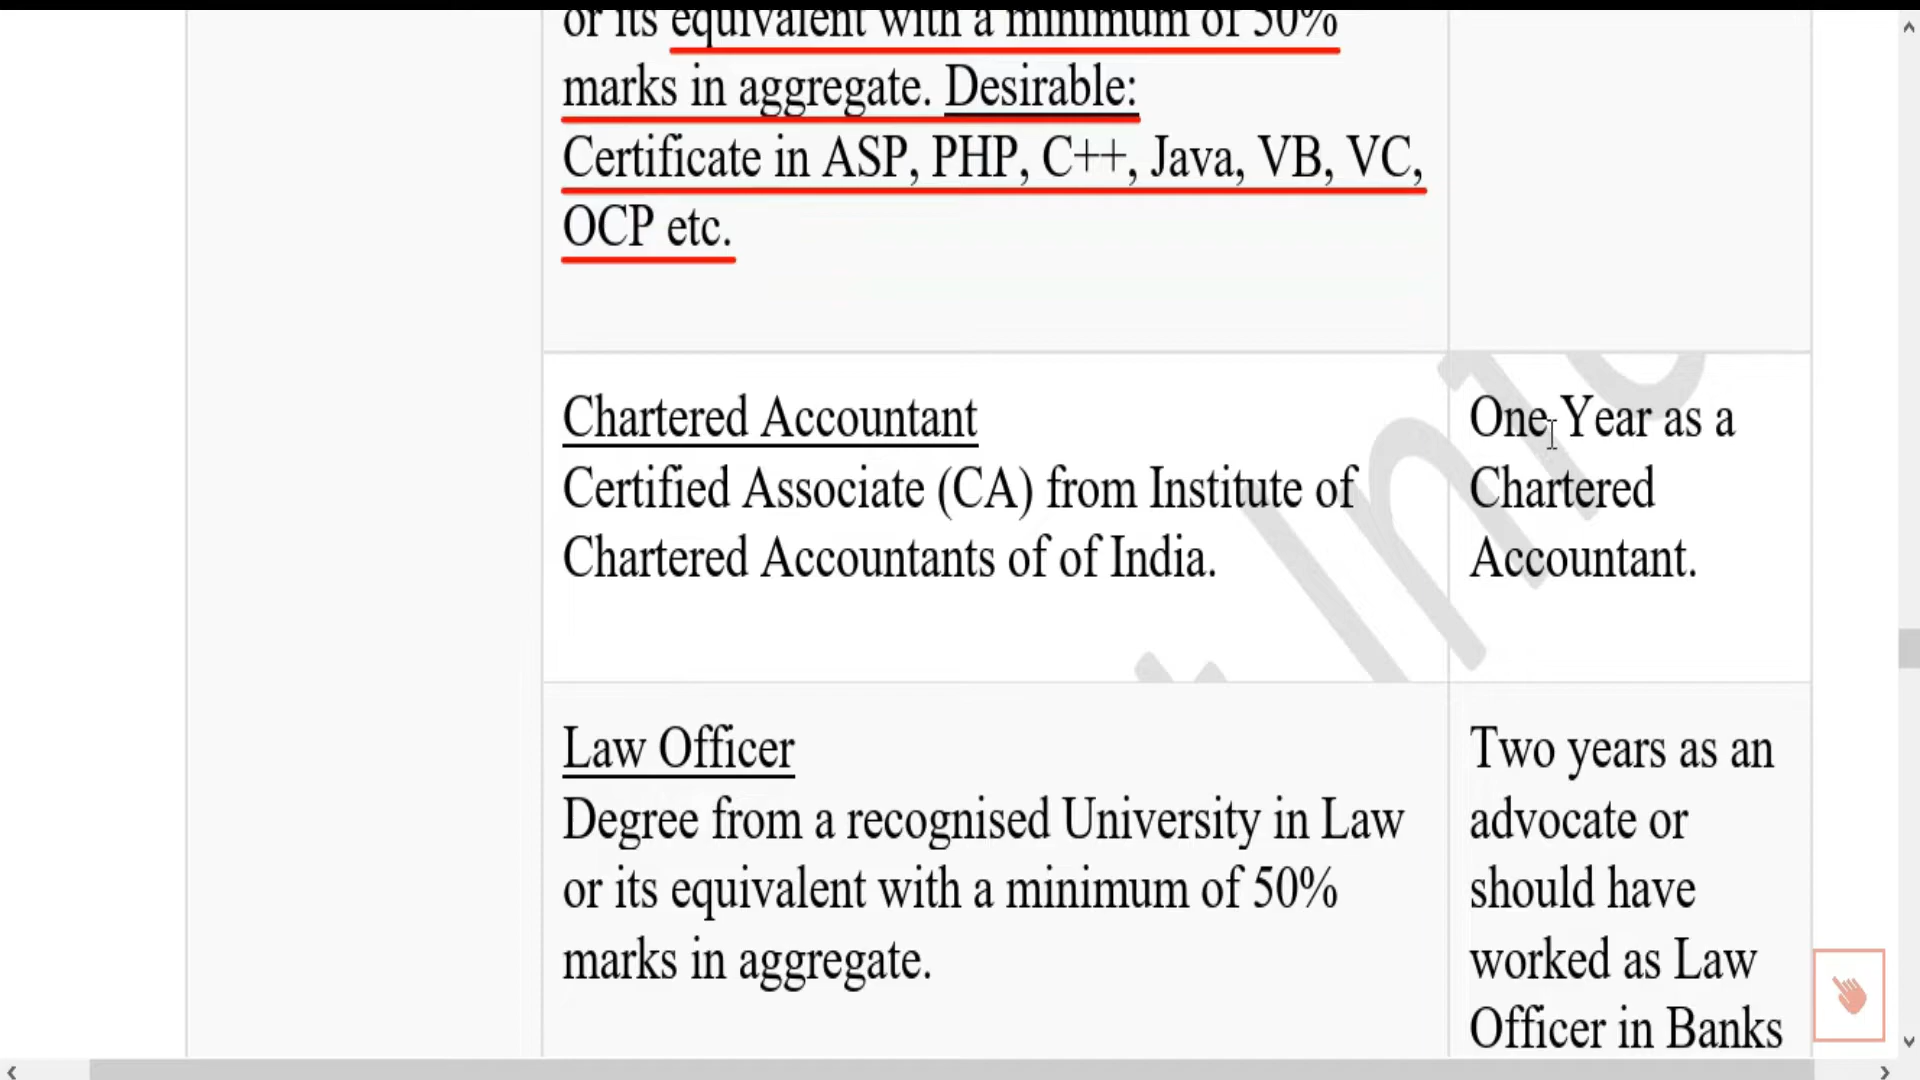 or its equivalent with a minimum of 50%
marks in aggregate. Desirable:
Certificate in ASP, PHP, C++, Java, VB, VC,
OCP etc.
Chartered Accountant
Certified Associate (CA) from Institute of
Chartered Accountants of of India.
One Year as a
Chartered
Accountant.
Law Officer
Degree from a recognised University in Law
or its equivalent with a minimum of 50%
marks in aggregate.
Two years as an
advocate or
should have
worked as Law
Officer in Banks